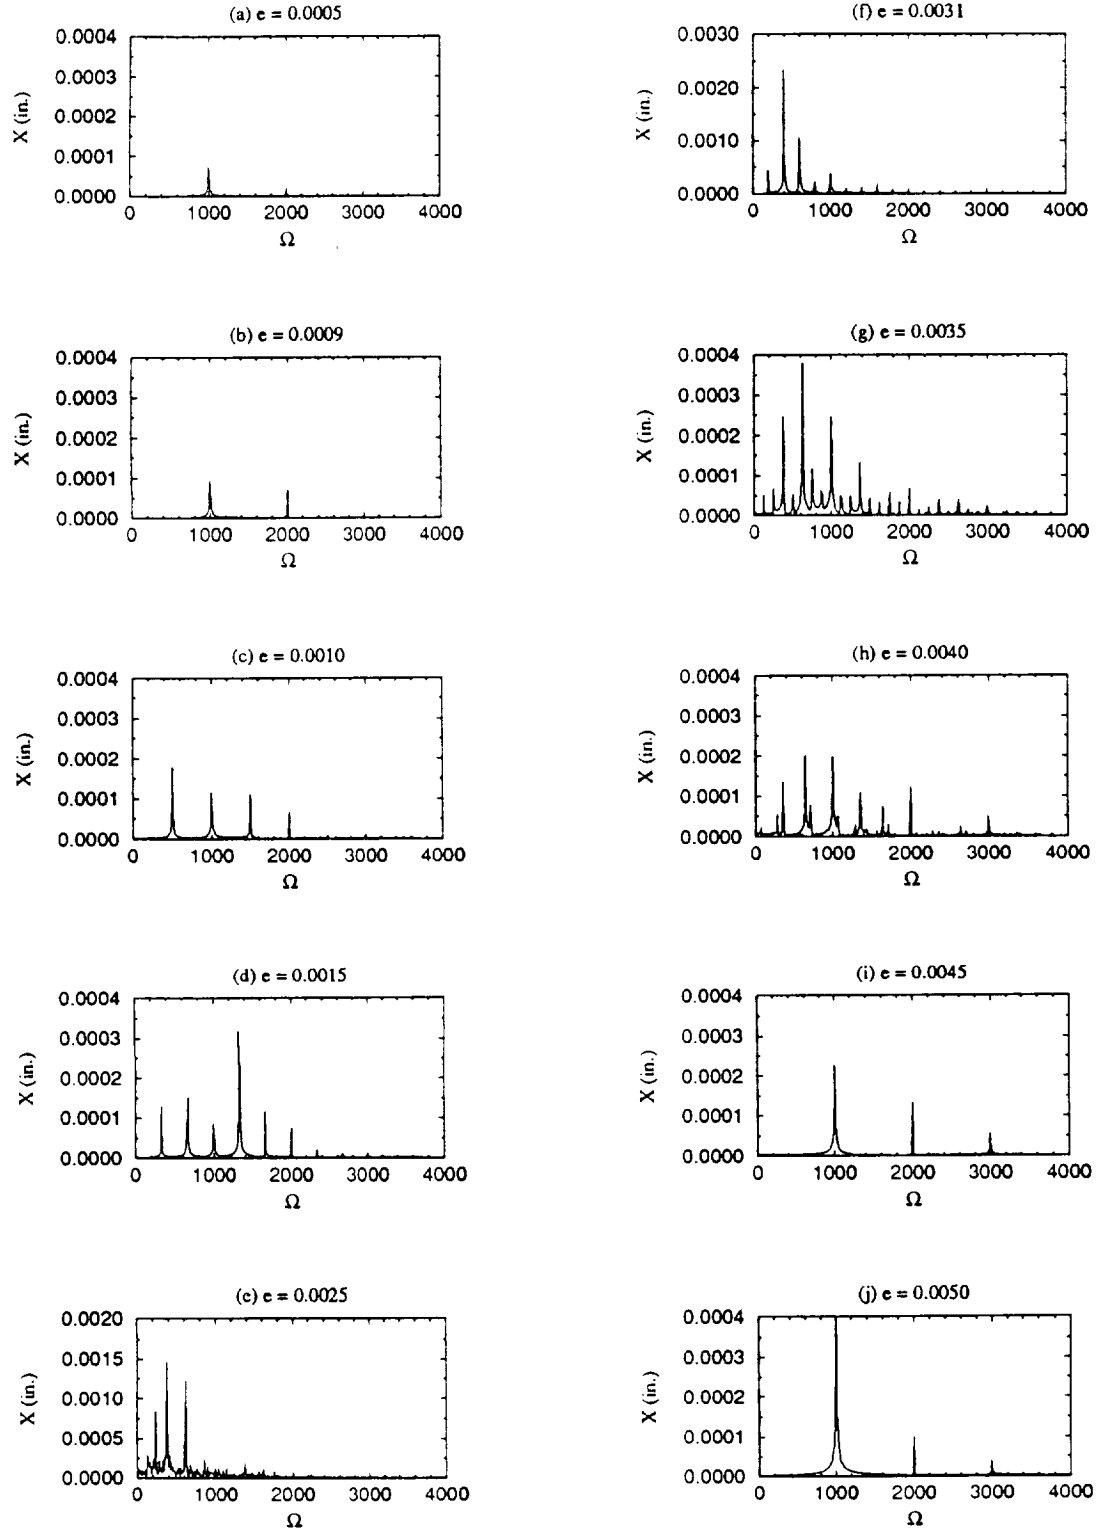 (a) e = 0.0005
0.0004
0.0003
0.0002
0.0001
0.0000
X (in.)
0 1000 2000 3000 4000
Ω
(b) e = 0.0009
0.0004
0.0003
0.0002
0.0001
0.0000
X (in.)
0 1000 2000 3000 4000
Ω
(c) e = 0.0010
0.0004
0.0003
0.0002
0.0001
0.0000
X (in.)
0 1000 2000 3000 4000
Ω
(d) e = 0.0015
0.0004
0.0003
0.0002
0.0001
0.0000
X (in.)
0 1000 2000 3000 4000
Ω
(e) e = 0.0025
0.0020
0.0015
0.0010
0.0005
0.0000
X (in.)
0 1000 2000 3000 4000
Ω
(f) e = 0.0031
0.0030
0.0020
0.0010
0.0000
X (in.)
0 1000 2000 3000 4000
Ω
(g) e = 0.0035
0.0004
0.0003
0.0002
0.0001
0.0000
X (in.)
0 1000 2000 3000 4000
Ω
(h) e = 0.0040
0.0004
0.0003
0.0002
0.0001
0.0000
X (in.)
0 1000 2000 3000 4000
Ω
(i) e = 0.0045
0.0004
0.0003
0.0002
0.0001
0.0000
X (in.)
0 1000 2000 3000 4000
Ω
(j) e = 0.0050
0.0004
0.0003
0.0002
0.0001
0.0000
X (in.)
0 1000 2000 3000 4000
Ω